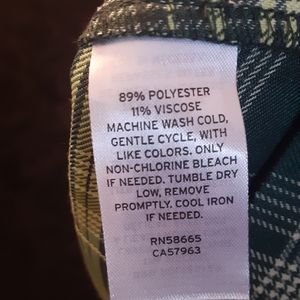 89% POLYESTER
11% VISCOSE
MACHINE WASH COLD,
GENTLE CYCLE, WITH
LIKE COLORS. ONLY
NON-CHLORINE BLEACH
IF NEEDED. TUMBLE DRY
LOW, REMOVE
PROMPTLY. COOL IRON
IF NEEDED.
RN58665
CA57963